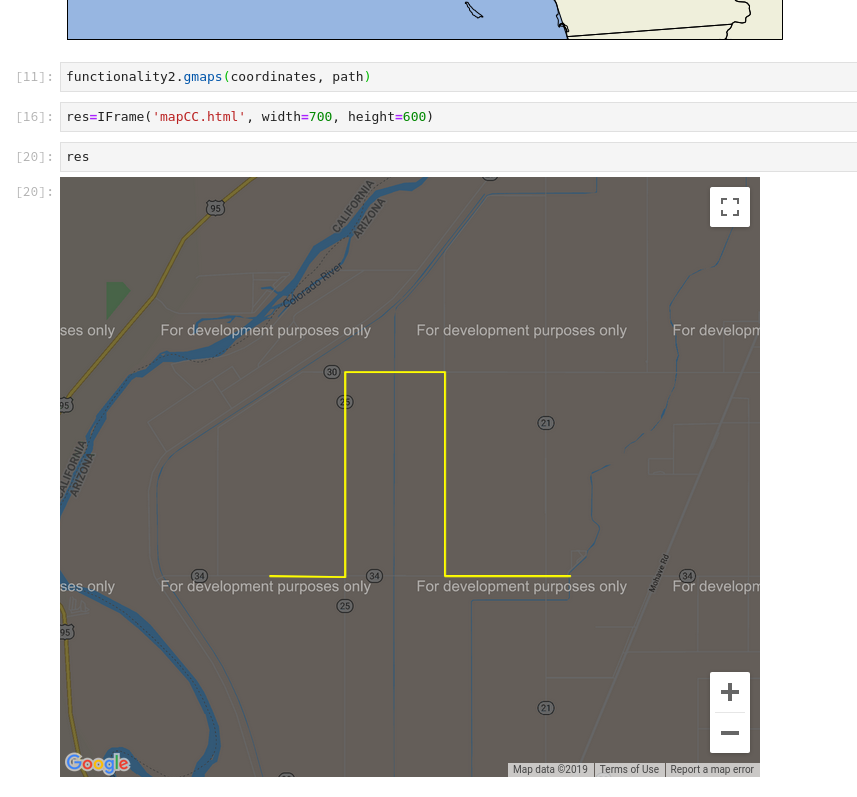 [11]: functionality2.gmaps(coordinates, path)
[16]: res=IFrame('mapCC.html', width=700, height=600)
[20]: res
[20]:
95
CALIFORNIA
ARIZONA
Colorado River
ses only For development purposes only For development purposes only For developm
30
25
95
21
CALIFORNIA
ARIZONA
34 34 Mohave Rd 34
ses only For development purposes only For development purposes only For developm
25
95
21
Google
Map data ©2019 Terms of Use Report a map error